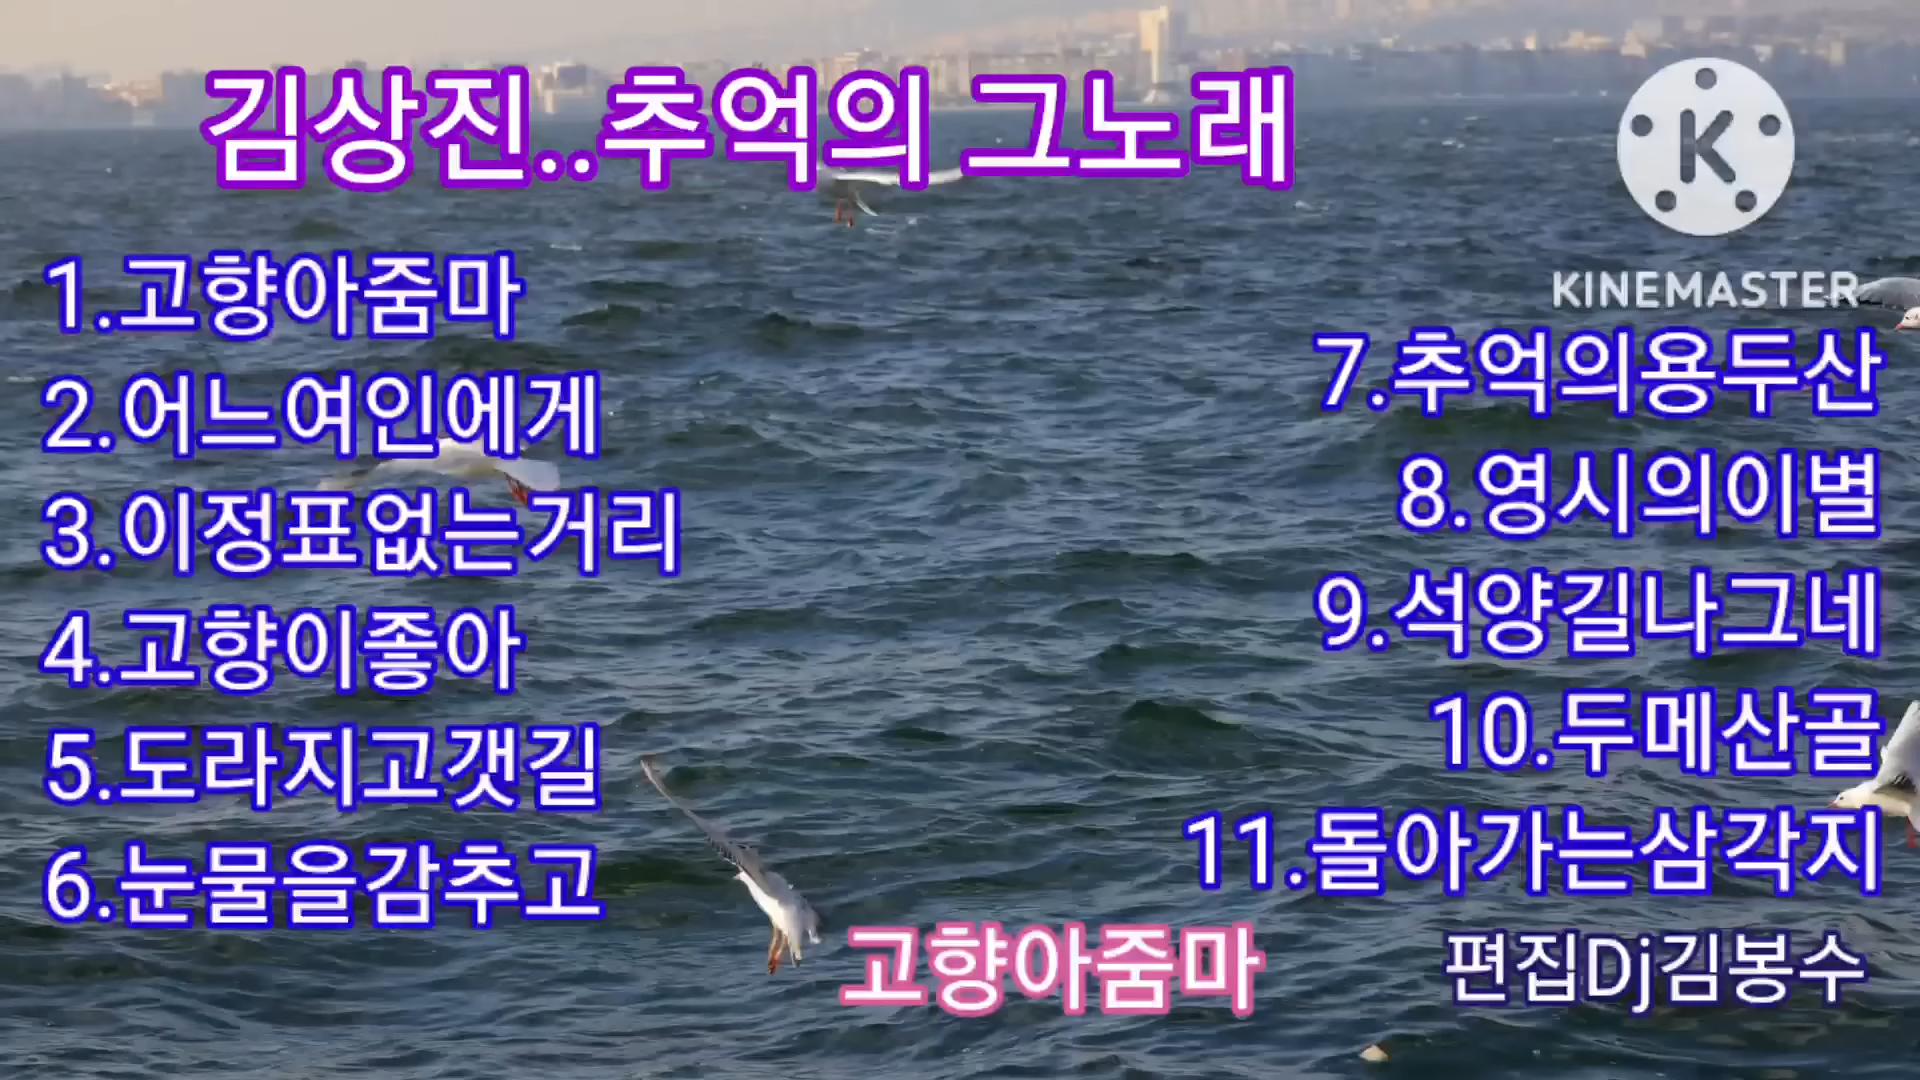 김상진..추억의 그노래
KINEMASTER
1.고향아줌마
2.어느여인에게
3.이정표없는거리
4.고향이좋아
5.도라지고갯길
6.눈물을감추고
7.추억의용두산
8.영시의이별
9.석양길나그네
10.두메산골
11.돌아가는삼각지
고향아줌마
편집Dj김봉수